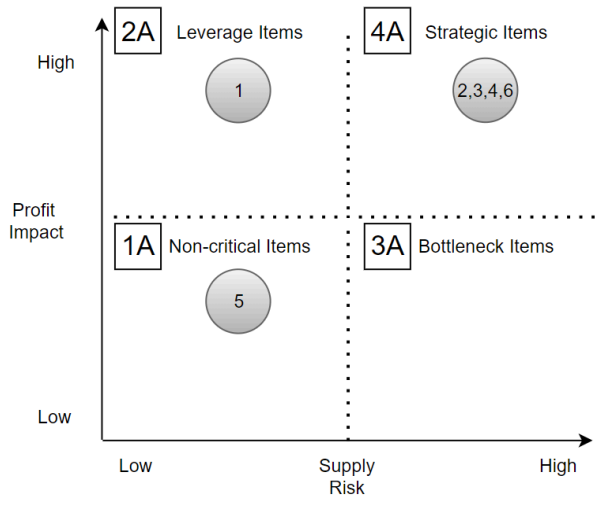 2A
Leverage Items
4A
Strategic Items
High
1
2,3,4,6
Profit
Impact
1A
Non-critical Items
3A
Bottleneck Items
5
Low
Low
Supply
Risk
High